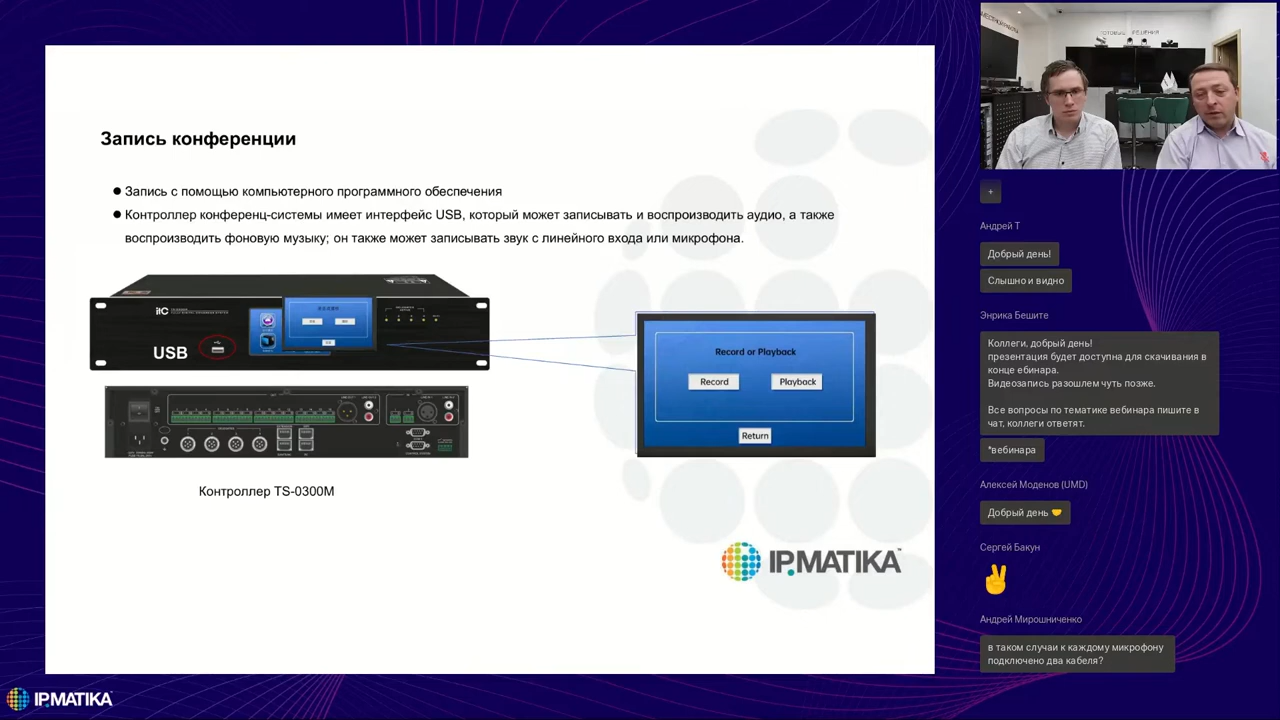 Запись конференции
Запись с помощью компьютерного программного обеспечения
Контроллер конференц-системы имеет интерфейс USB, который может записывать и воспроизводить аудио, а также
воспроизводить фоновую музыку; он также может записывать звук с линейного входа или микрофона.
itC
USB
Record or Playback
Record
Playback
Return
Контроллер TS-0300M
IP.MATIKA™
IP.MATIKA
+
Андрей Т
Добрый день!
Слышно и видно
Энрика Бешите
Коллеги, добрый день!
презентация будет доступна для скачивания в
конце ебинара.
Видеозапись разошлем чуть позже.
Все вопросы по тематике вебинара пишите в
чат, коллеги ответят.
*вебинара
Алексей Моденов (UMD)
Добрый день 🤝
Сергей Бакун
✌
Андрей Мирошниченко
в таком случаи к каждому микрофону
подключено два кабеля?